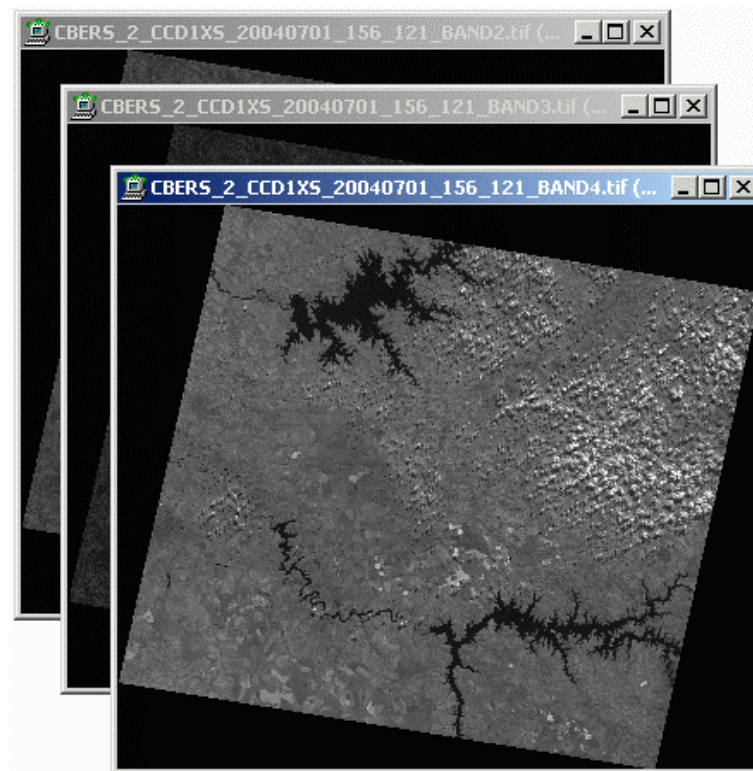 CBERS_2_CCD1XS_20040701_156_121_BAND2.tif (...
CBERS_2_CCD1XS_20040701_156_121_BAND3.tif (...
CBERS_2_CCD1XS_20040701_156_121_BAND4.tif (...